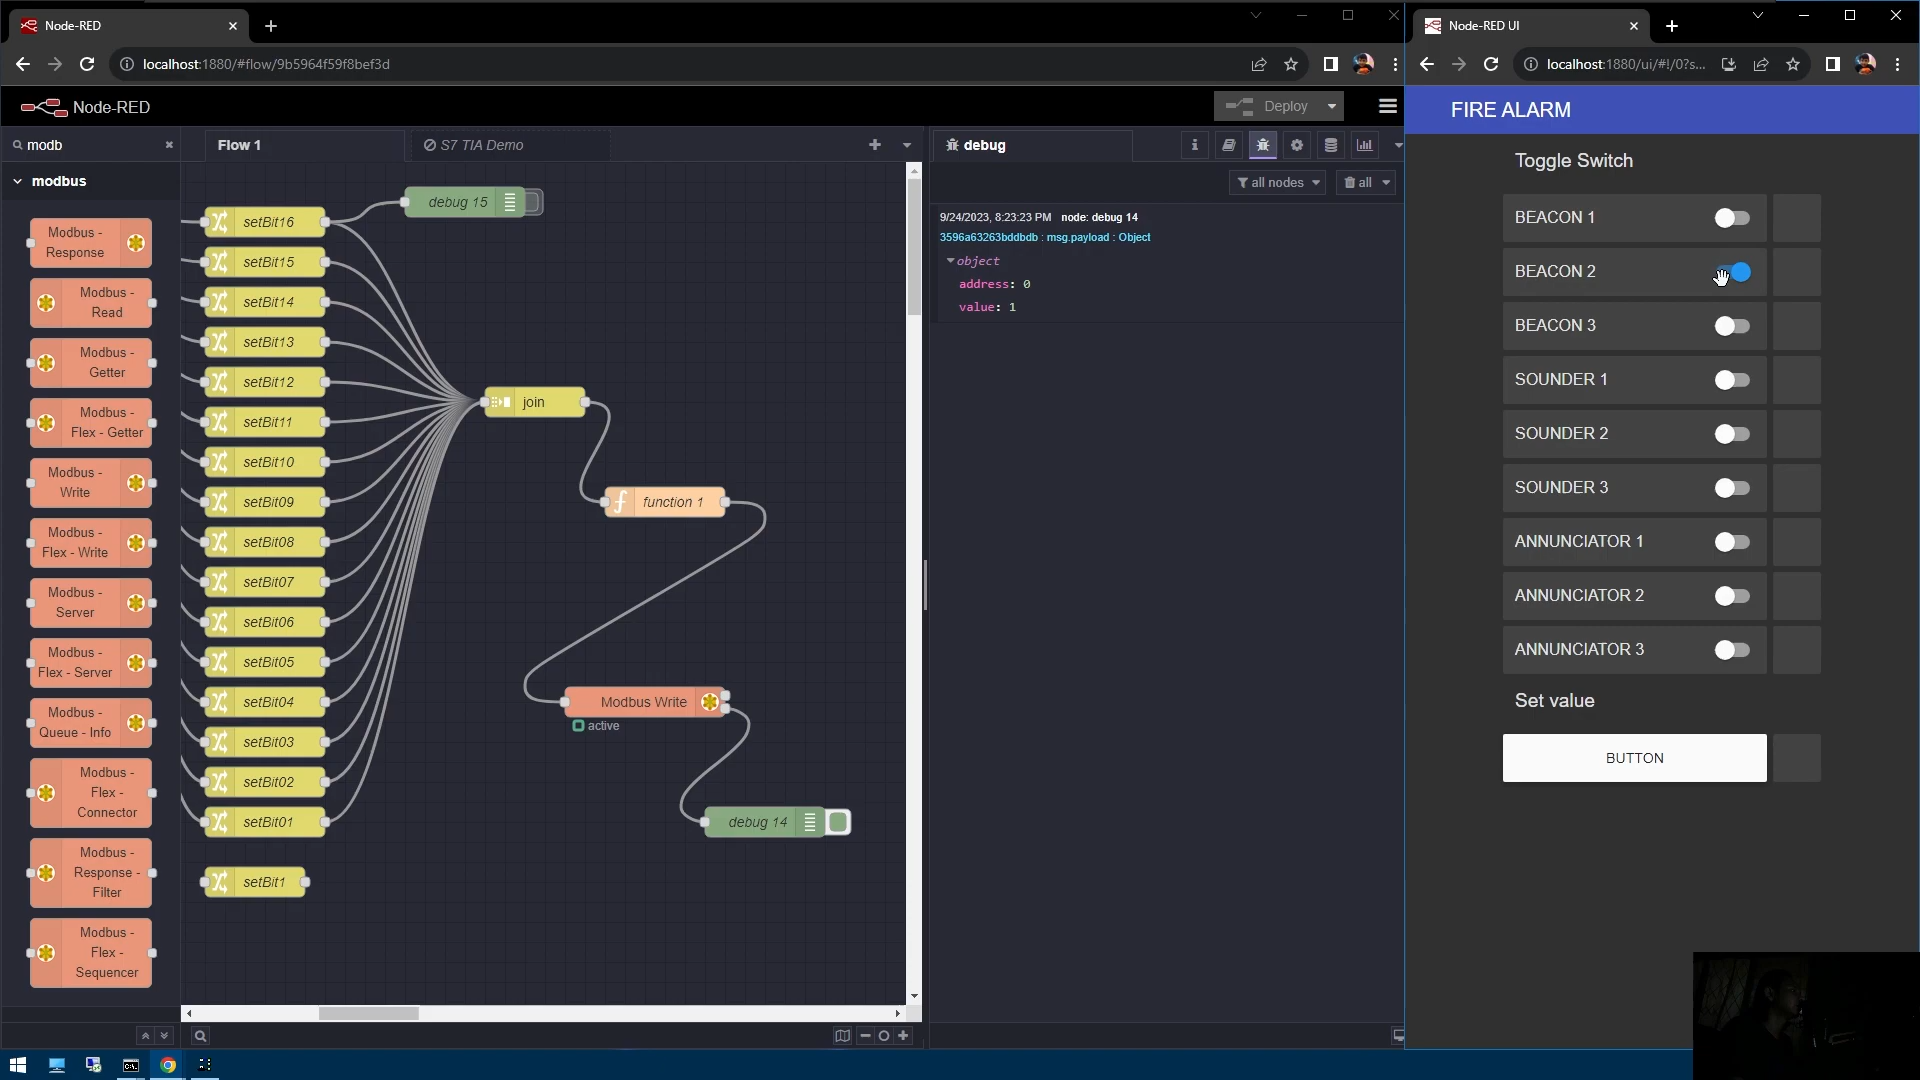 Node-RED
localhost:1880/#flow/9b5964f59f8bef3d
Node-RED
Deploy
modb
modbus
Modbus -
Response
Modbus -
Read
Modbus -
Getter
Modbus -
Flex - Getter
Modbus -
Write
Modbus -
Flex - Write
Modbus -
Server
Modbus -
Flex - Server
Modbus -
Queue - Info
Modbus -
Flex -
Connector
Modbus -
Response -
Filter
Modbus -
Flex -
Sequencer
Flow 1
S7 TIA Demo
debug 15
setBit16
setBit15
setBit14
setBit13
setBit12
setBit11
setBit10
setBit09
setBit08
setBit07
setBit06
setBit05
setBit04
setBit03
setBit02
setBit01
setBit1
join
function 1
Modbus Write
active
debug 14
debug
all nodes
all
9/24/2023, 8:23:23 PM node: debug 14
3596a63263bddbdb : msg.payload : Object
object
address: 0
value: 1
Node-RED UI
localhost:1880/ui/#!/0?s...
FIRE ALARM
Toggle Switch
BEACON 1
BEACON 2
BEACON 3
SOUNDER 1
SOUNDER 2
SOUNDER 3
ANNUNCIATOR 1
ANNUNCIATOR 2
ANNUNCIATOR 3
Set value
BUTTON